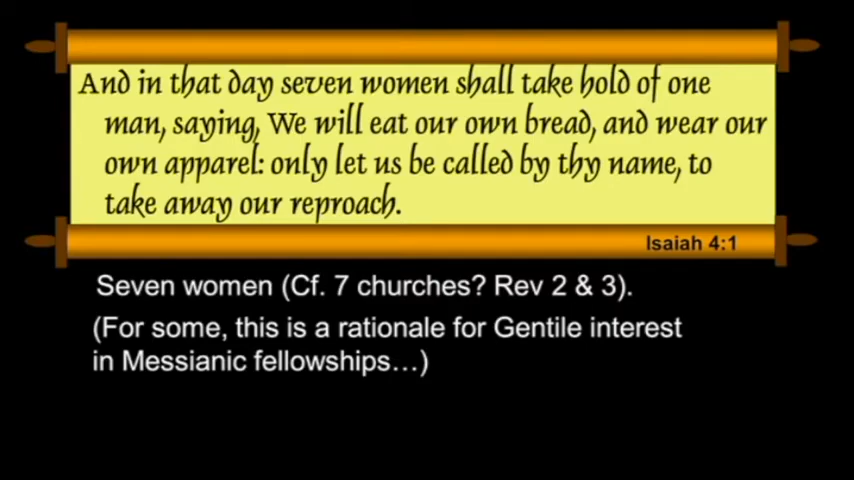 And in that day seven women shall take hold of one
man, saying, We will eat our own bread, and wear our
own apparel: only let us be called by thy name, to
take away our reproach.
Isaiah 4:1
Seven women (Cf. 7 churches? Rev 2 & 3).
(For some, this is a rationale for Gentile interest
in Messianic fellowships…)